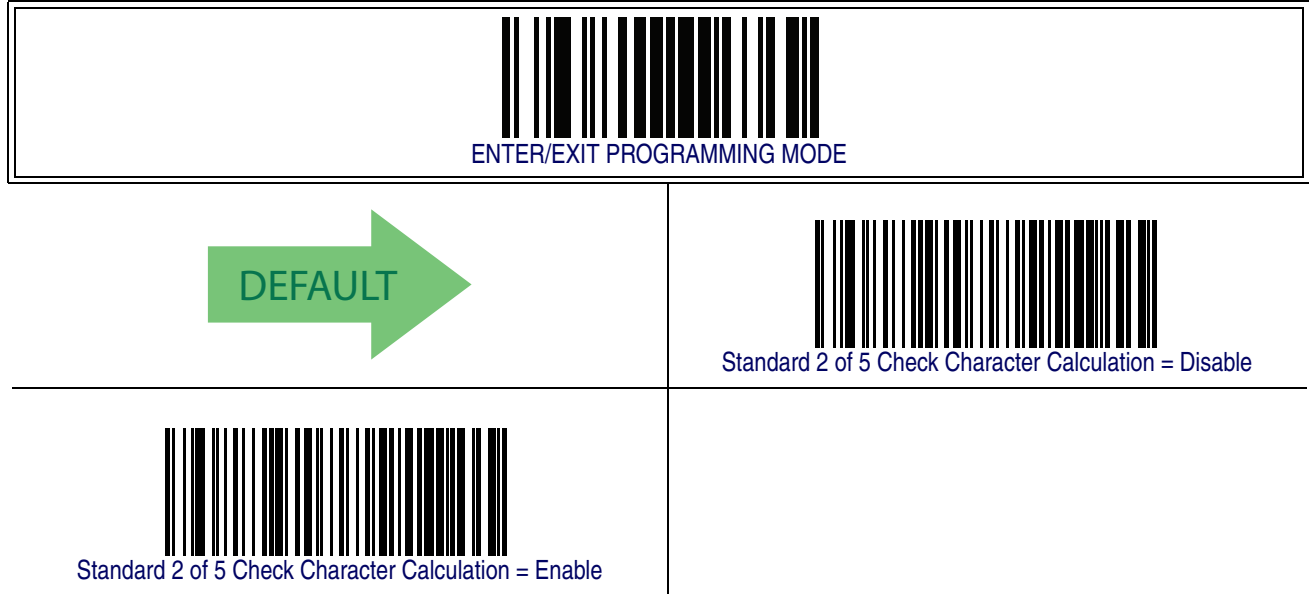 ENTER/EXIT PROGRAMMING MODE
DEFAULT
Standard 2 of 5 Check Character Calculation = Disable
Standard 2 of 5 Check Character Calculation = Enable